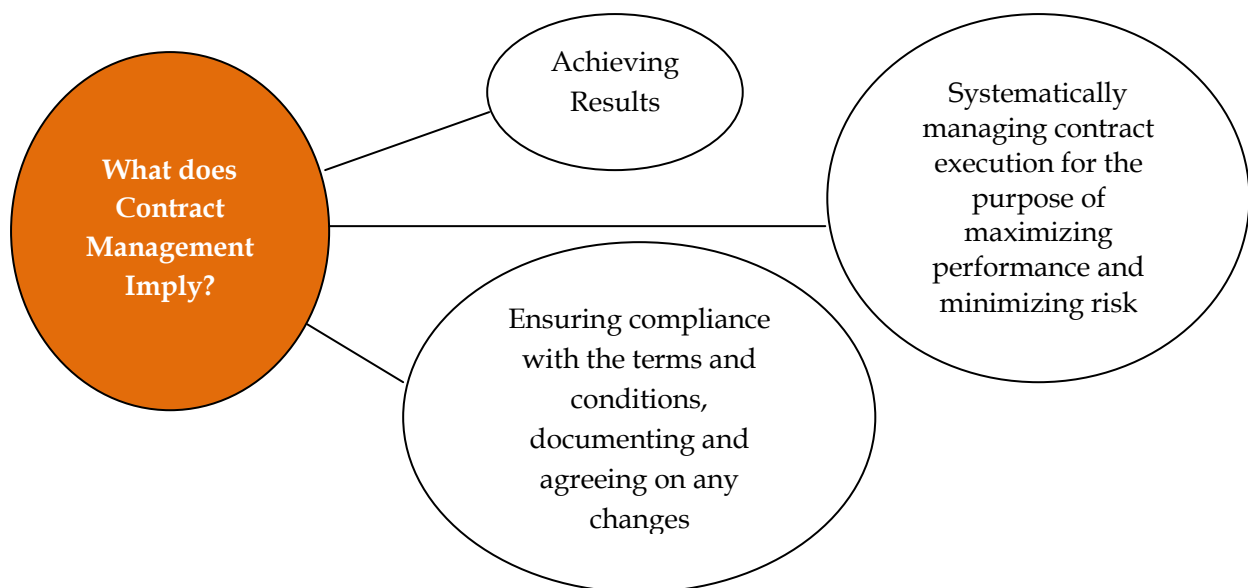 What does
Contract
Management
Imply?
Achieving
Results
Systematically
managing contract
execution for the
purpose of
maximizing
performance and
minimizing risk
Ensuring compliance
with the terms and
conditions,
documenting and
agreeing on any
changes